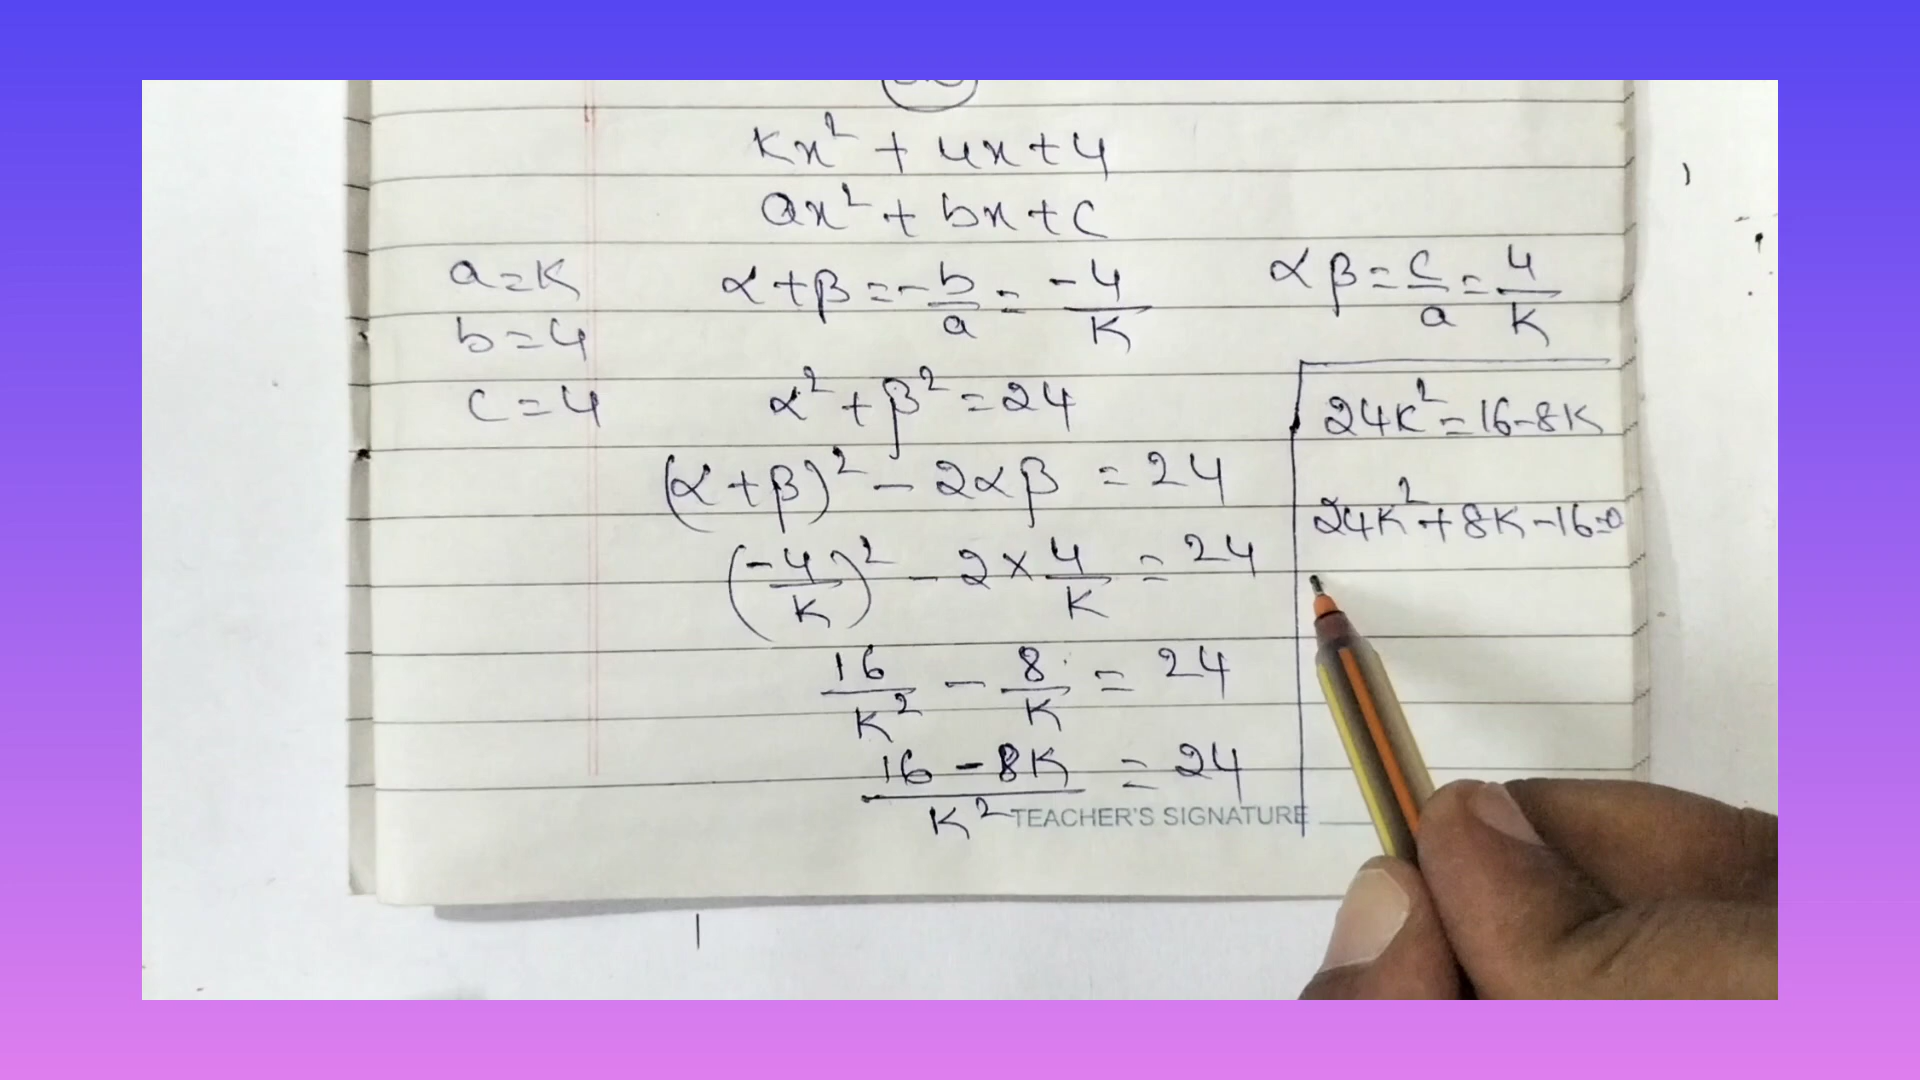 Kx² + 4x + 4
ax² + bx + c
a = K
b = 4
c = 4
α + β = -b/a = -4/K
αβ = c/a = 4/K
α² + β² = 24
(α + β)² - 2αβ = 24
(-4/K)² - 2 × 4/K = 24
16/K² - 8/K = 24
16 - 8K/K² = 24
24K² = 16 - 8K
24K² + 8K - 16 = 0
TEACHER'S SIGNATURE